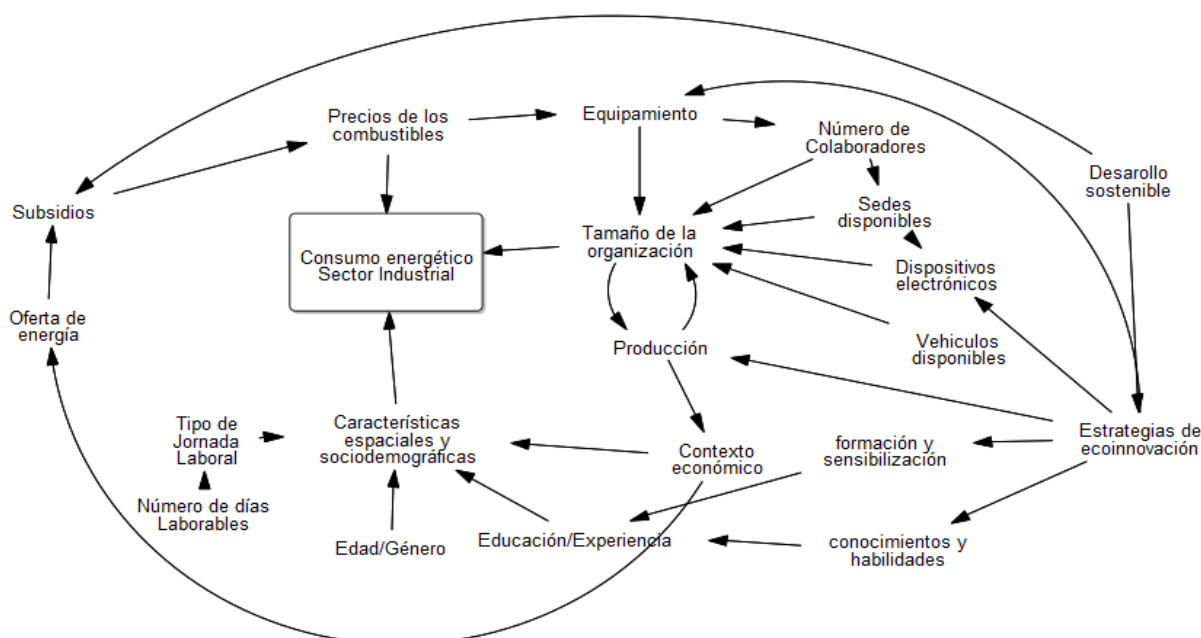 Precios de los
combustibles
Equipamiento
Número de
Colaboradores
Desarollo
sostenible
Subsidios
Sedes
disponibles
Consumo energético
Sector Industrial
Tamaño de la
organización
Dispositivos
electrónicos
Oferta de
energía
Producción
Vehiculos
disponibles
Tipo de
Jornada
Laboral
Características
espaciales y
sociodemográficas
Contexto
económico
formación y
sensibilización
Estrategias de
ecoinnovación
Número de días
Laborables
Edad/Género
Educación/Experiencia
conocimientos y
habilidades